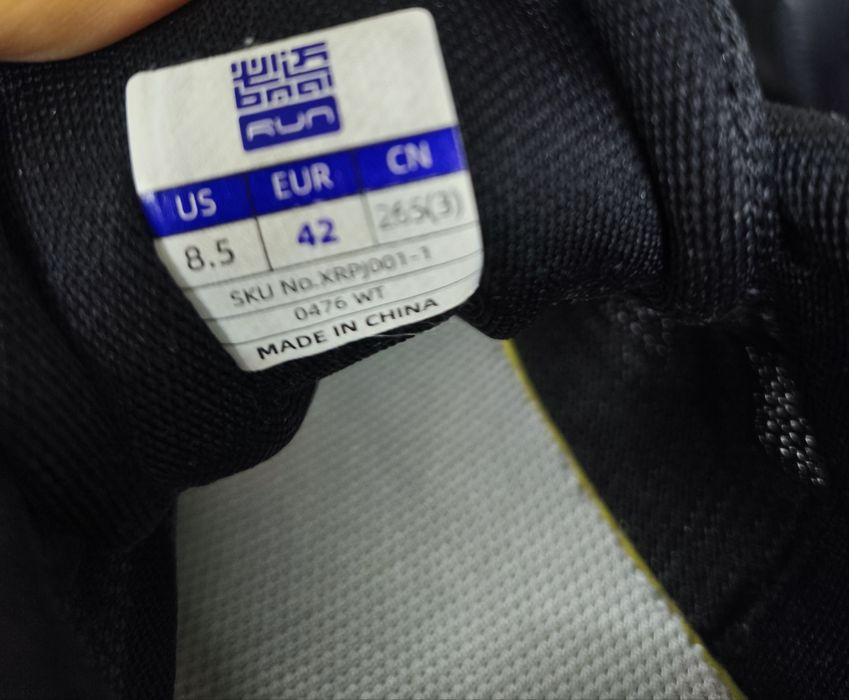 RUN
US EUR CN
8.5 42 265(3)
SKU No.XRPJ001-1
0476 WT
MADE IN CHINA